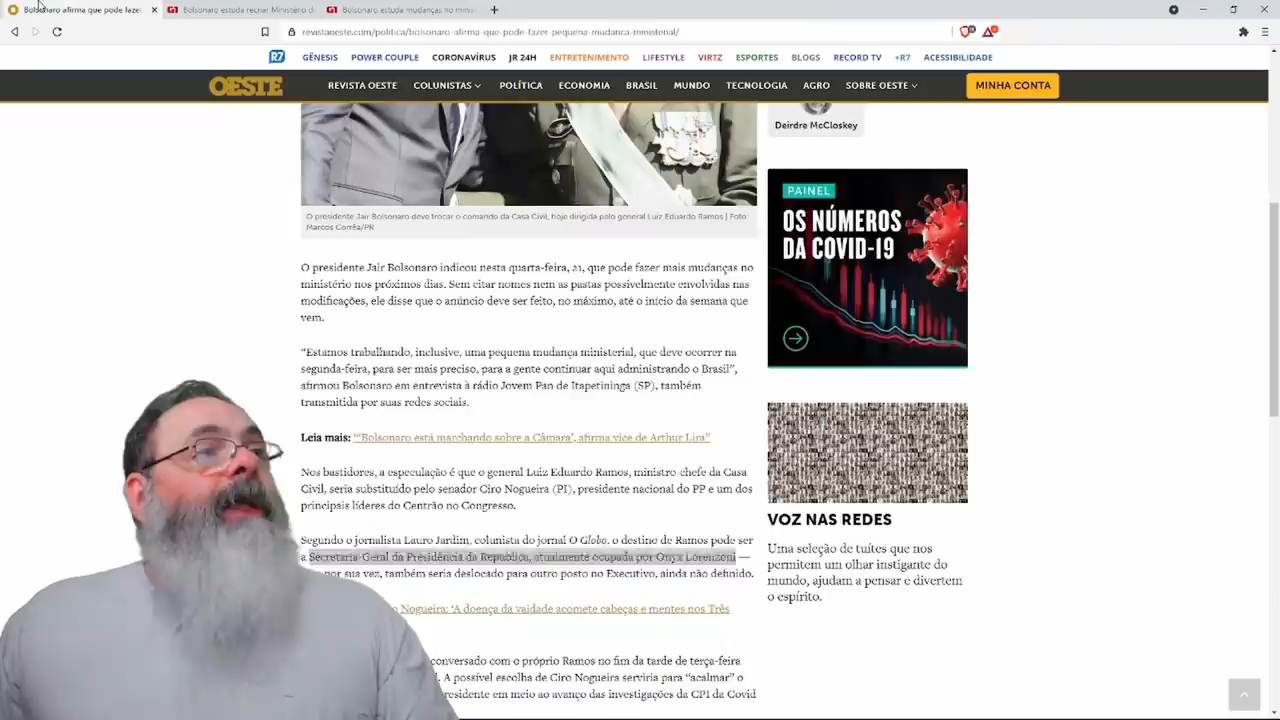 Bolsonaro afirma que pode fazer
Bolsonaro estuda recriar Ministério do
Bolsonaro estuda mudanças no minis
revistaoeste.com/politica/bolsonaro-afirma-que-pode-fazer-pequena-mudanca-ministerial/
R7 GÊNESIS POWER COUPLE CORONAVÍRUS JR 24H ENTRETENIMENTO LIFESTYLE VIRTZ ESPORTES BLOGS RECORD TV +R7 ACESSIBILIDADE
OESTE REVISTA OESTE COLUNISTAS POLÍTICA ECONOMIA BRASIL MUNDO TECNOLOGIA AGRO SOBRE OESTE MINHA CONTA
O presidente Jair Bolsonaro deve trocar o comando da Casa Civil, hoje dirigida pelo general Luiz Eduardo Ramos | Foto:
Marcos Corrêa/PR
O presidente Jair Bolsonaro indicou nesta quarta-feira, 21, que pode fazer mais mudanças no
ministério nos próximos dias. Sem citar nomes nem as pastas possivelmente envolvidas nas
modificações, ele disse que o anúncio deve ser feito, no máximo, até o início da semana que
vem.
“Estamos trabalhando, inclusive, uma pequena mudança ministerial, que deve ocorrer na
segunda-feira, para ser mais preciso, para a gente continuar aqui administrando o Brasil”,
afirmou Bolsonaro em entrevista à rádio Jovem Pan de Itapetininga (SP), também
transmitida por suas redes sociais.
Leia mais: “‘Bolsonaro está marchando sobre a Câmara’, afirma vice de Arthur Lira”
Nos bastidores, a especulação é que o general Luiz Eduardo Ramos, ministro-chefe da Casa
Civil, seria substituído pelo senador Ciro Nogueira (PI), presidente nacional do PP e um dos
principais líderes do Centrão no Congresso.
Segundo o jornalista Lauro Jardim, colunista do jornal O Globo, o destino de Ramos pode ser
a Secretaria-Geral da Presidência da República, atualmente ocupada por Onyx Lorenzoni —
por sua vez, também seria deslocado para outro posto no Executivo, ainda não definido.
o Nogueira: ‘A doença da vaidade acomete cabeças e mentes nos Três
conversado com o próprio Ramos no fim da tarde de terça-feira
. A possível escolha de Ciro Nogueira serviria para “acalmar” o
residente em meio ao avanço das investigações da CPI da Covid
Deirdre McCloskey
PAINEL
OS NÚMEROS
DA COVID-19
VOZ NAS REDES
Uma seleção de tuítes que nos
permitem um olhar instigante do
mundo, ajudam a pensar e divertem
o espírito.